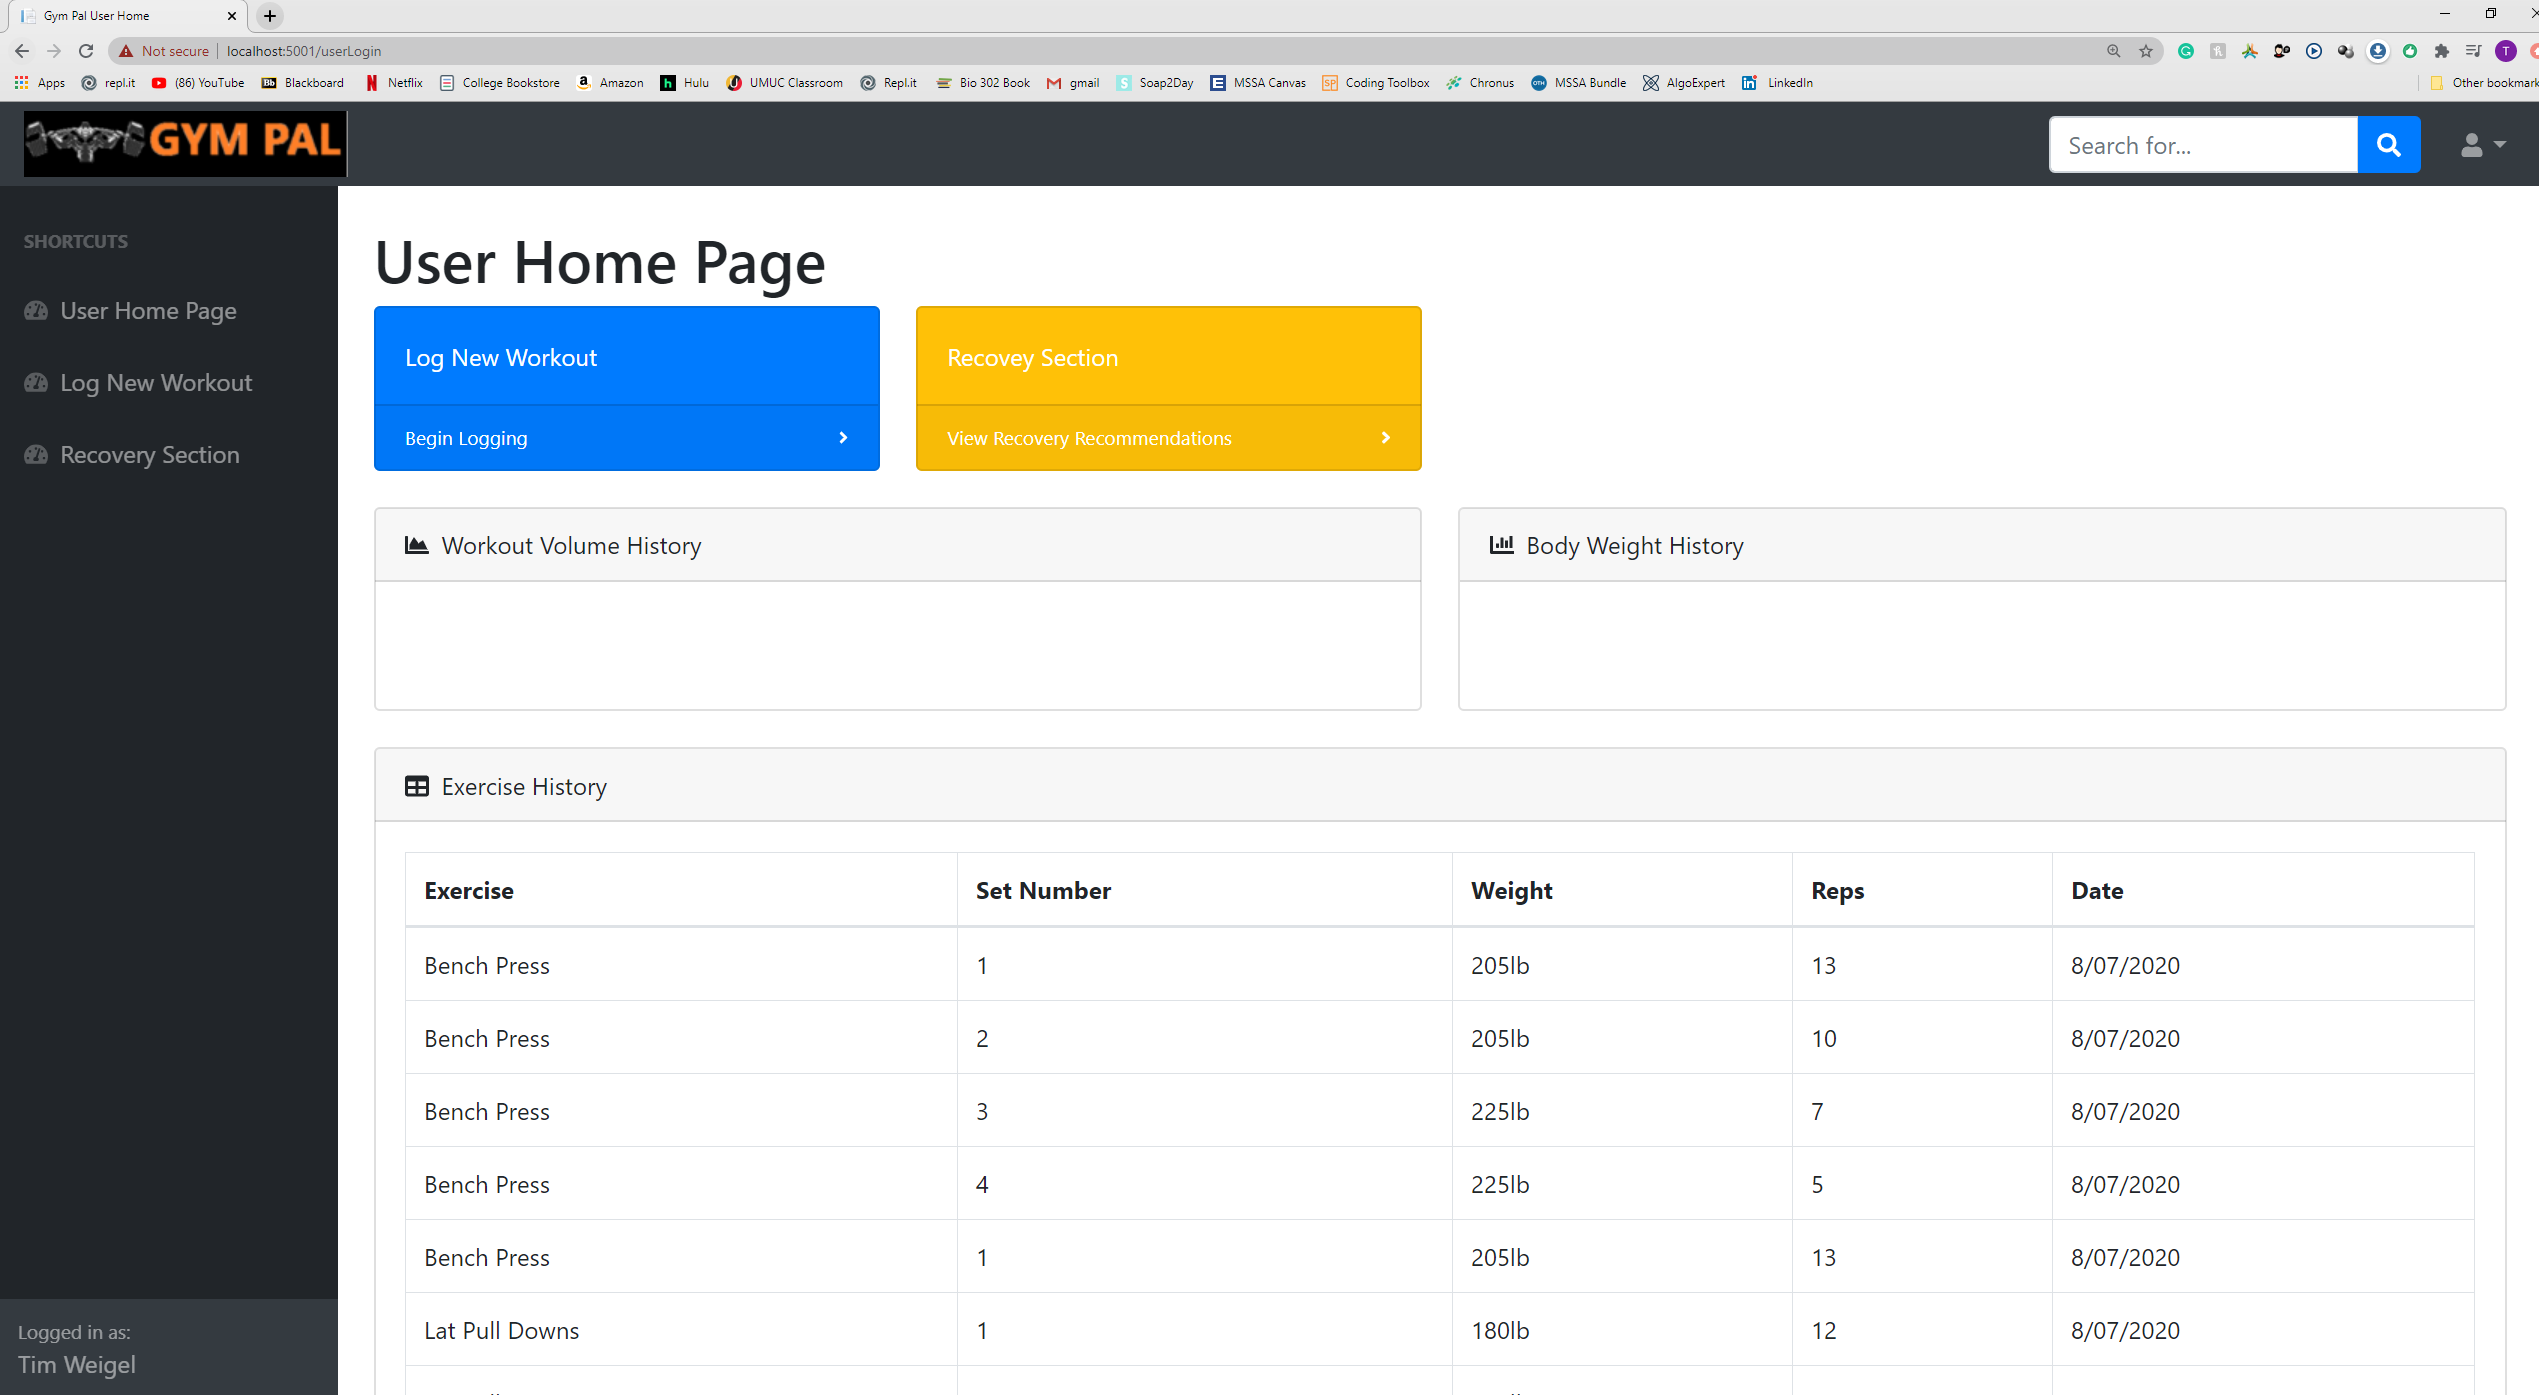 Gym Pal User Home
Not secure | localhost:5001/userLogin
T
Apps repl.it (86) YouTube Blackboard Netflix College Bookstore Amazon Hulu UMUC Classroom Repl.it Bio 302 Book gmail Soap2Day MSSA Canvas Coding Toolbox Chronus MSSA Bundle AlgoExpert LinkedIn Other bookmark
GYM PAL
Search for...
SHORTCUTS
User Home Page
Log New Workout
Recovery Section
User Home Page
Log New Workout
Begin Logging
Recovey Section
View Recovery Recommendations
Workout Volume History
Body Weight History
Exercise History
Exercise Set Number Weight Reps Date
Bench Press 1 205lb 13 8/07/2020
Bench Press 2 205lb 10 8/07/2020
Bench Press 3 225lb 7 8/07/2020
Bench Press 4 225lb 5 8/07/2020
Bench Press 1 205lb 13 8/07/2020
Lat Pull Downs 1 180lb 12 8/07/2020
Logged in as:
Tim Weigel